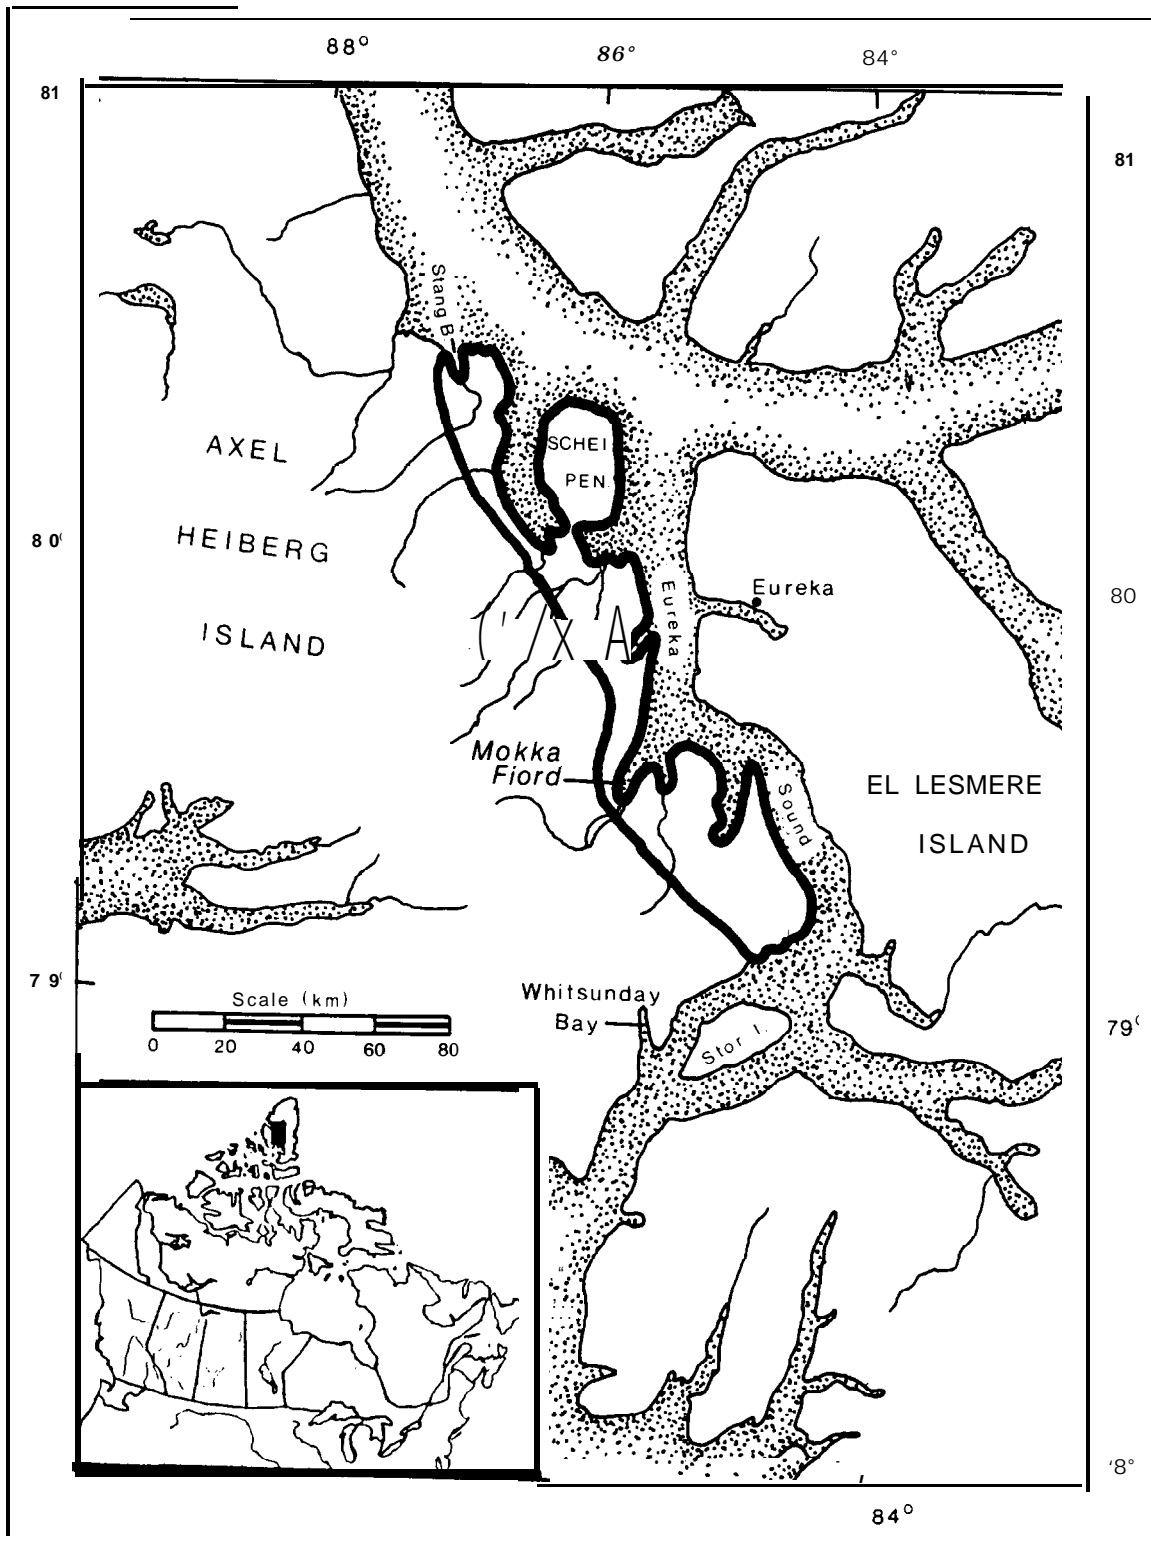 88°
86°
84°
81
81
Stang B
AXEL
SCHEI
PEN.
HEIBERG
80
ISLAND
Eureka
Eureka
80
Mokka
Fiord
Sound
EL LESMERE
ISLAND
79
Whitsunday
Bay
Scale (km)
0 20 40 60 80
Stor I.
79
8°
84°